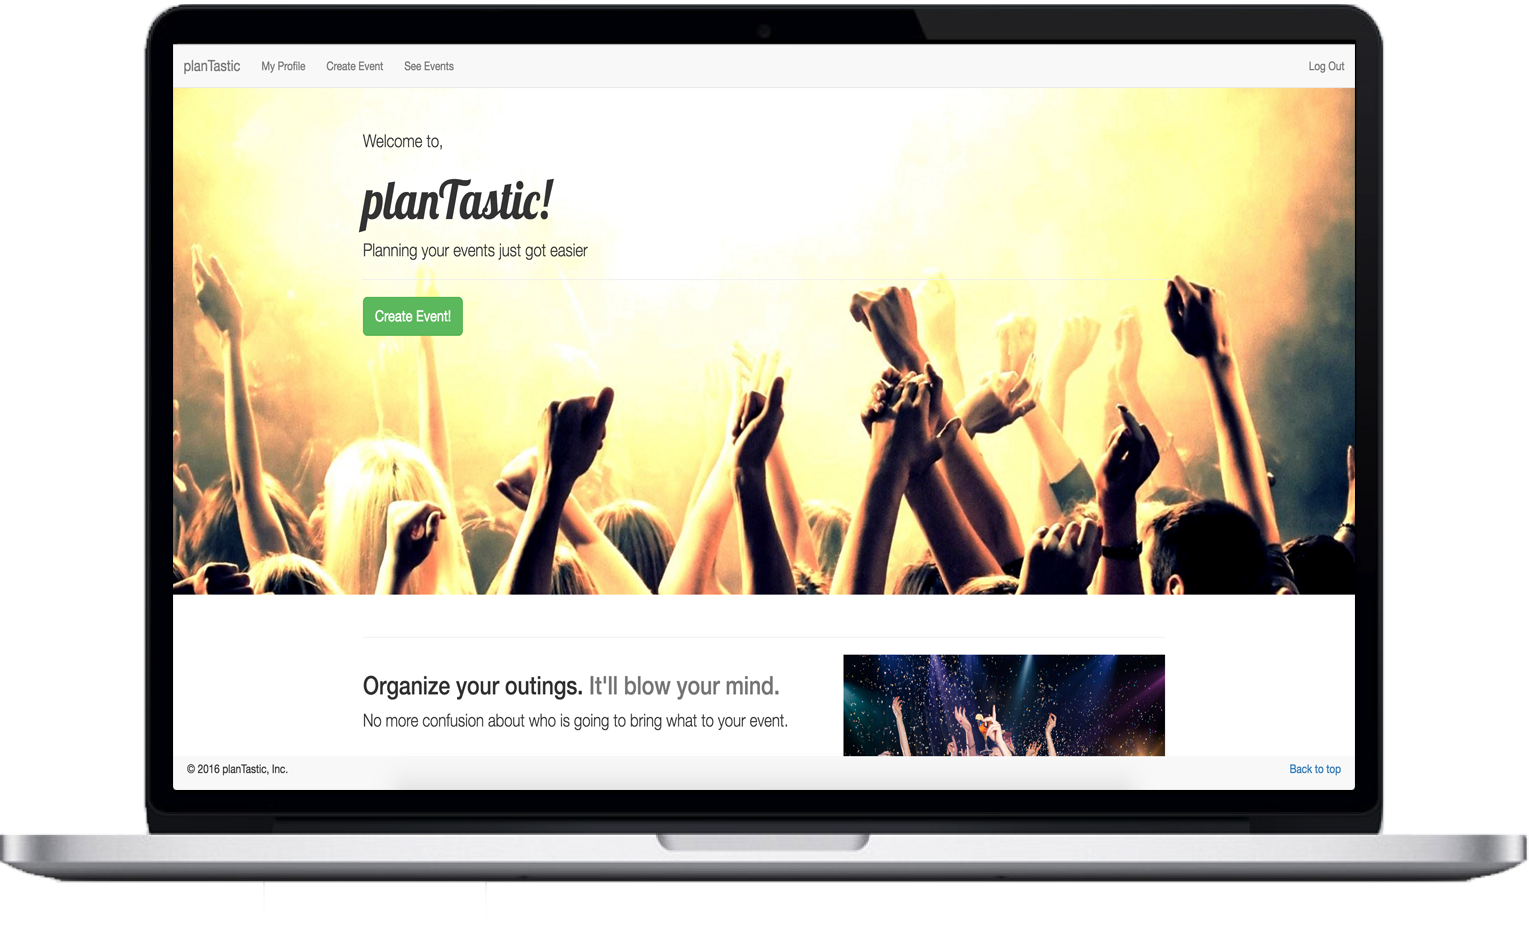 planTastic My Profile Create Event See Events Log Out
Welcome to,
planTastic!
Planning your events just got easier
Create Event!
Organize your outings. It'll blow your mind.
No more confusion about who is going to bring what to your event.
© 2016 planTastic, Inc. Back to top